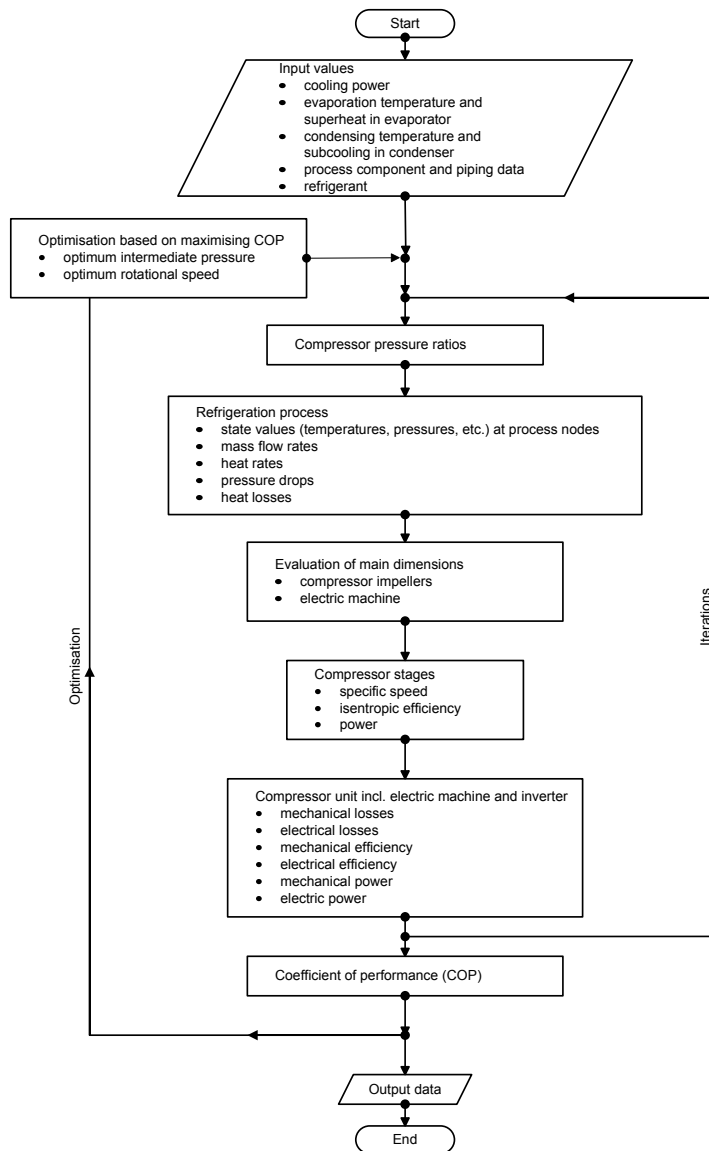 Start
Input values
• cooling power
• evaporation temperature and
superheat in evaporator
• condensing temperature and
subcooling in condenser
• process component and piping data
• refrigerant
Optimisation based on maximising COP
• optimum intermediate pressure
• optimum rotational speed
Compressor pressure ratios
Refrigeration process
• state values (temperatures, pressures, etc.) at process nodes
• mass flow rates
• heat rates
• pressure drops
• heat losses
Evaluation of main dimensions
• compressor impellers
• electric machine
Optimisation
Iterations
Compressor stages
• specific speed
• isentropic efficiency
• power
Compressor unit incl. electric machine and inverter
• mechanical losses
• electrical losses
• mechanical efficiency
• electrical efficiency
• mechanical power
• electric power
Coefficient of performance (COP)
Output data
End